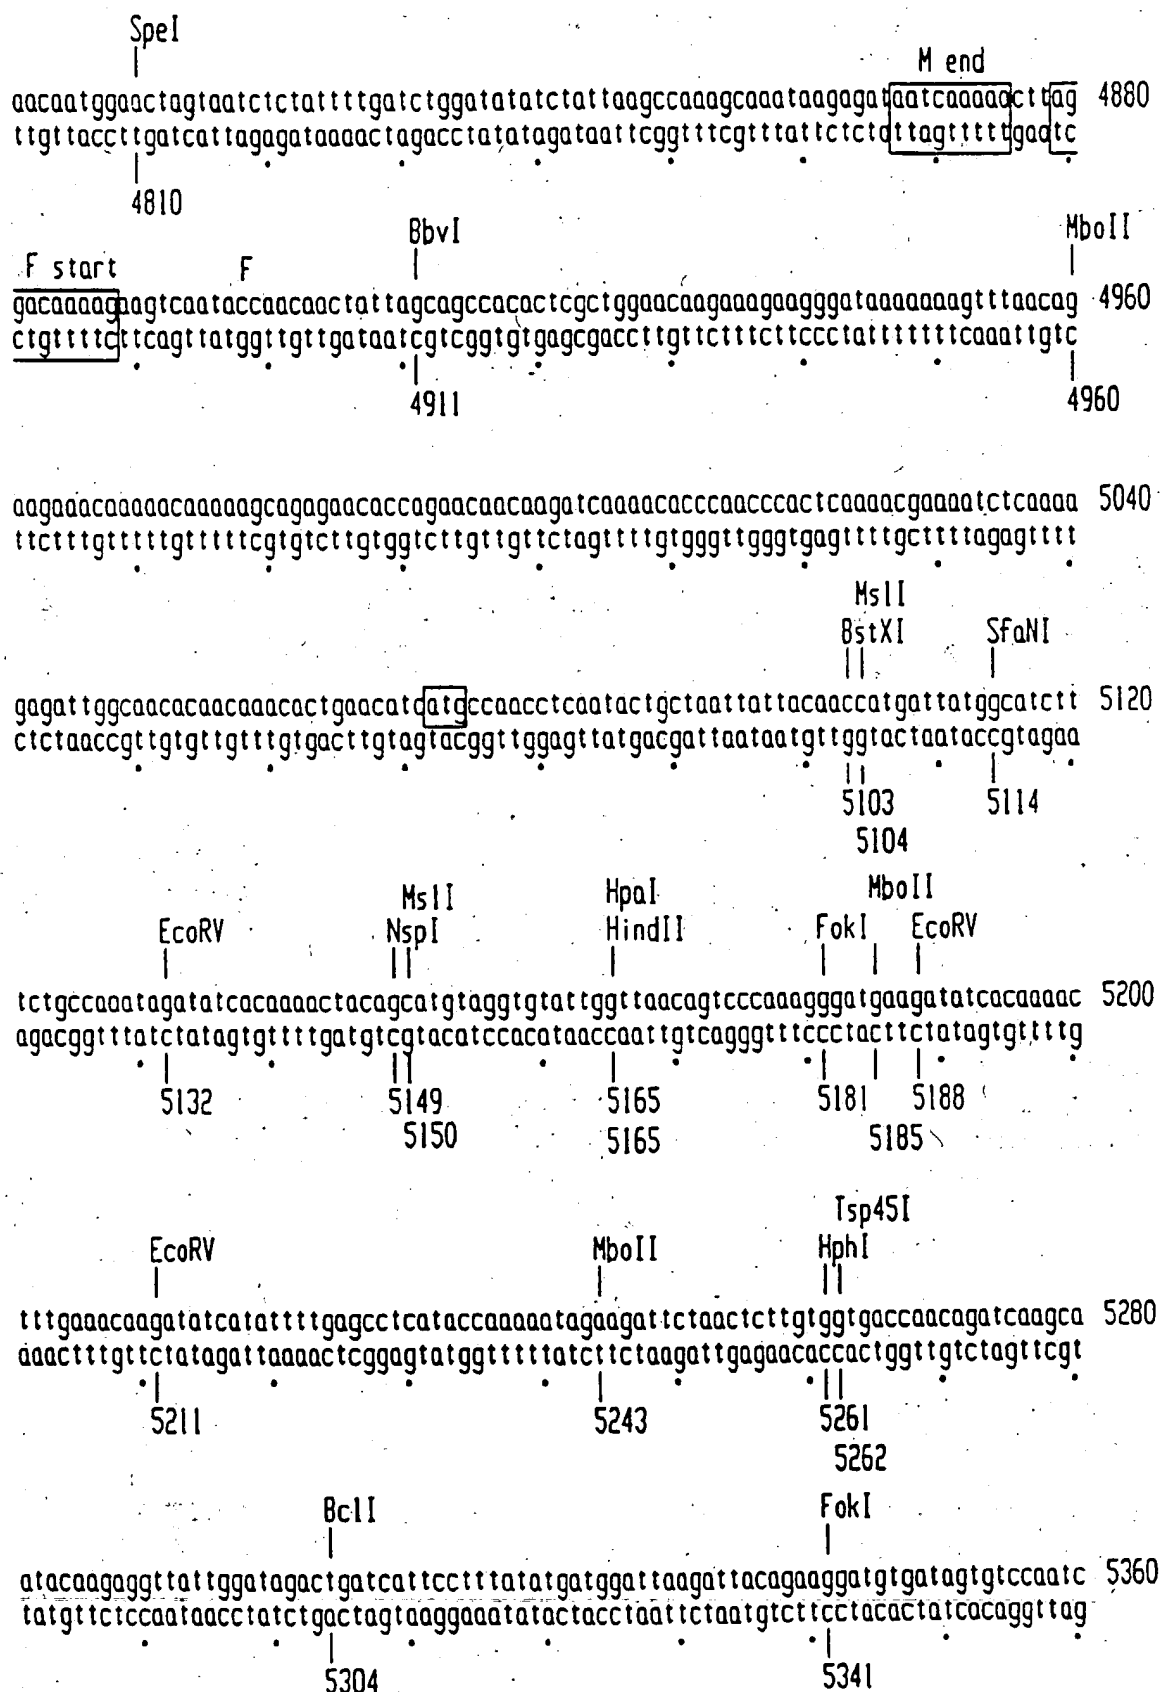 SpeI
M end
aacaatggaactagtaatctctattttgatctggatatatctattaagccaaagcaaataagagataatcaaaaacttag 4880
ttgttaccttgatcattagagataaaactagacctatatagataattcggtttcgtttattctctattagtttttgaatc
4810
BbvI
MboII
F start F
gacaaaagaagtcaataccaacaactattagcagccacactcgctggaacaagaaagaagggataaaaaaagtttaacag 4960
ctgttttcttcagttatggttgttgataatcgtcggtgtgagcgaccttgttctttcttccctatttttttcaaattgtc
4911
4960
aagaaacaaaaacaaaaagcagagaacaccagaacaacaagatcaaaacacccaacccactcaaaacgaaaatctcaaaa 5040
ttctttgtttttgtttttcgtgtcttgtggtcttgttgttctagttttgtgggttgggtgagttttgcttttagagtttt
MslI
BstXI SfaNI
gagattggcaacacaacaaacactgaacatcatgccaacctcaatactgctaattattacaaccatgattatggcatctt 5120
ctctaaccgttgtgttgtttgtgacttgtagtacggttggagttatgacgattaataatgttggtactaataccgtagaa
5103 5114
5104
MslI HpaI MboII
EcoRV NspI HindII FokI EcoRV
tctgccaaatagatatcacaaaactacagcatgtaggtgtattggttaacagtcccaaagggatgaagatatcacaaaac 5200
agacggtttatctatagtgttttgatgtcgtacatccacataaccaattgtcagggtttccctacttctatagtgttttg
5132 5149 5165 5181 5188
5150 5165 5185
Tsp45I
EcoRV MboII HphI
tttgaaacaagatatcatattttgagcctcataccaaaaatagaagattctaactcttgtggtgaccaacagatcaagca 5280
aaactttgttctatagattaaaactcggagtatggtttttatcttctaagattgagaacaccactggttgtctagttcgt
5211 5243 5261
5262
BclI FokI
atacaagaggttattggatagactgatcattcctttatatgatggattaagattacagaaggatgtgatagtgtccaatc 5360
tatgttctccaataacctatctgactagtaaggaaatatactacctaattctaatgtcttcctacactatcacaggttag
5304 5341